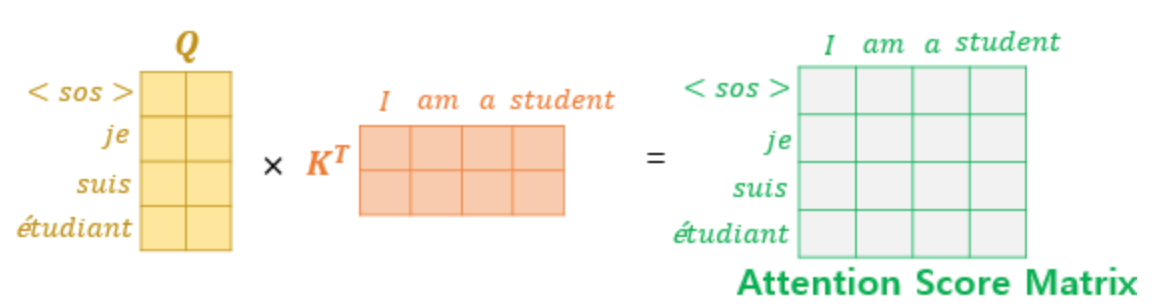 Q
< sos >
je
suis
étudiant
×
K^T
I am a student
=
I am a student
< sos >
je
suis
étudiant
Attention Score Matrix